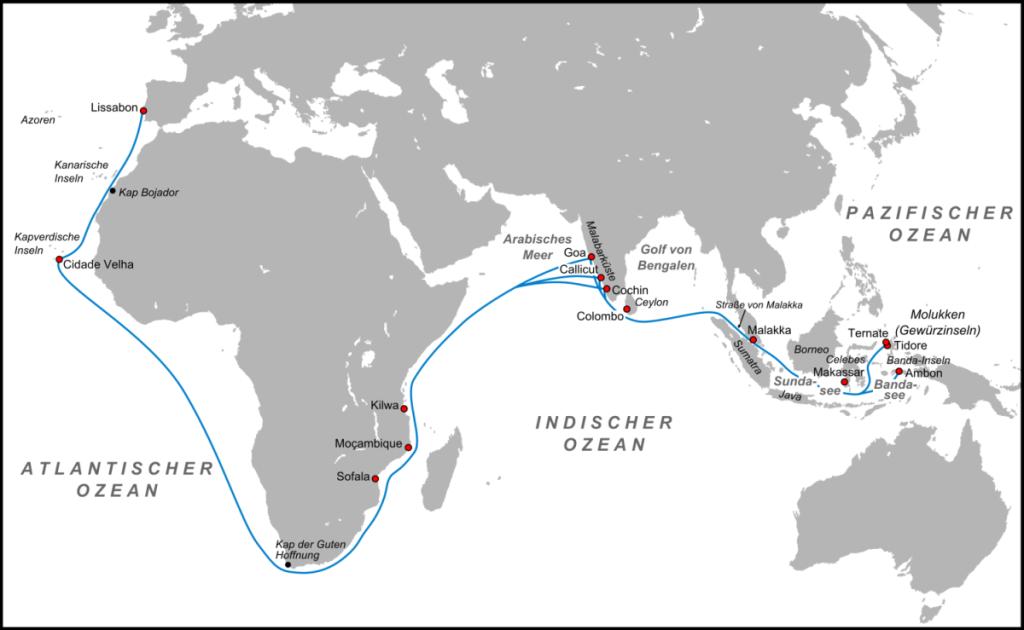 Lissabon
Azoren
Kanarische
Inseln
Kap Bojador
Kapverdische
Inseln
Cidade Velha
ATLANTISCHER
OZEAN
Kap der Guten
Hoffnung
Sofala
Moçambique
Kilwa
INDISCHER
OZEAN
Arabisches
Meer
Malabarküste
Goa
Callicut
Cochin
Ceylon
Colombo
Golf von
Bengalen
Straße von Malakka
Malakka
Sumatra
Borneo
Celebes
Makassar
Sunda-
see
Java
Banda-
see
Ambon
Banda-Inseln
Ternate
Tidore
Molukken
(Gewürzinseln)
PAZIFISCHER
OZEAN